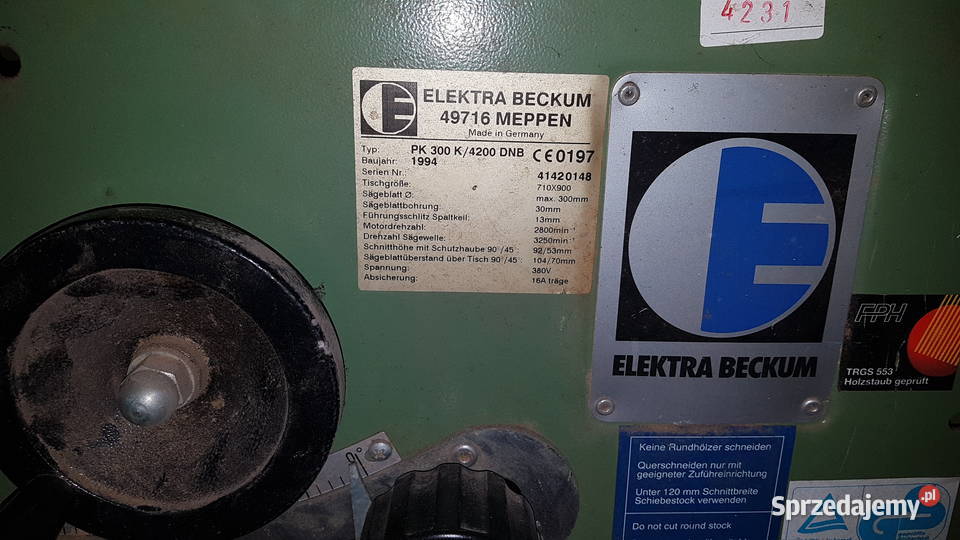 4231
E
ELEKTRA BECKUM
49716 MEPPEN
Made in Germany
Typ: PK 300 K/4200 DNB CE0197
Baujahr: 1994
Serien Nr.: 41420148
Tischgröße: 710X900
Sägeblatt Ø: max. 300mm
Sägeblattbohrung: 30mm
Führungsschlitz Spaltkeil: 13mm
Motordrehzahl: 2800min⁻¹
Drehzahl Sägewelle: 3250min⁻¹
Schnitthöhe mit Schutzhaube 90°/45°: 92/53mm
Sägeblattüberstand über Tisch 90°/45°: 104/70mm
Spannung: 380V
Absicherung: 16A träge
E
ELEKTRA BECKUM
FPH
TRGS 553
Holzstaub geprüft
Keine Rundhölzer schneiden
Querschneiden nur mit
geeigneter Zuführeinrichtung
Unter 120 mm Schnittbreite
Schiebestock verwenden
Do not cut round stock
Sprzedajemy.pl